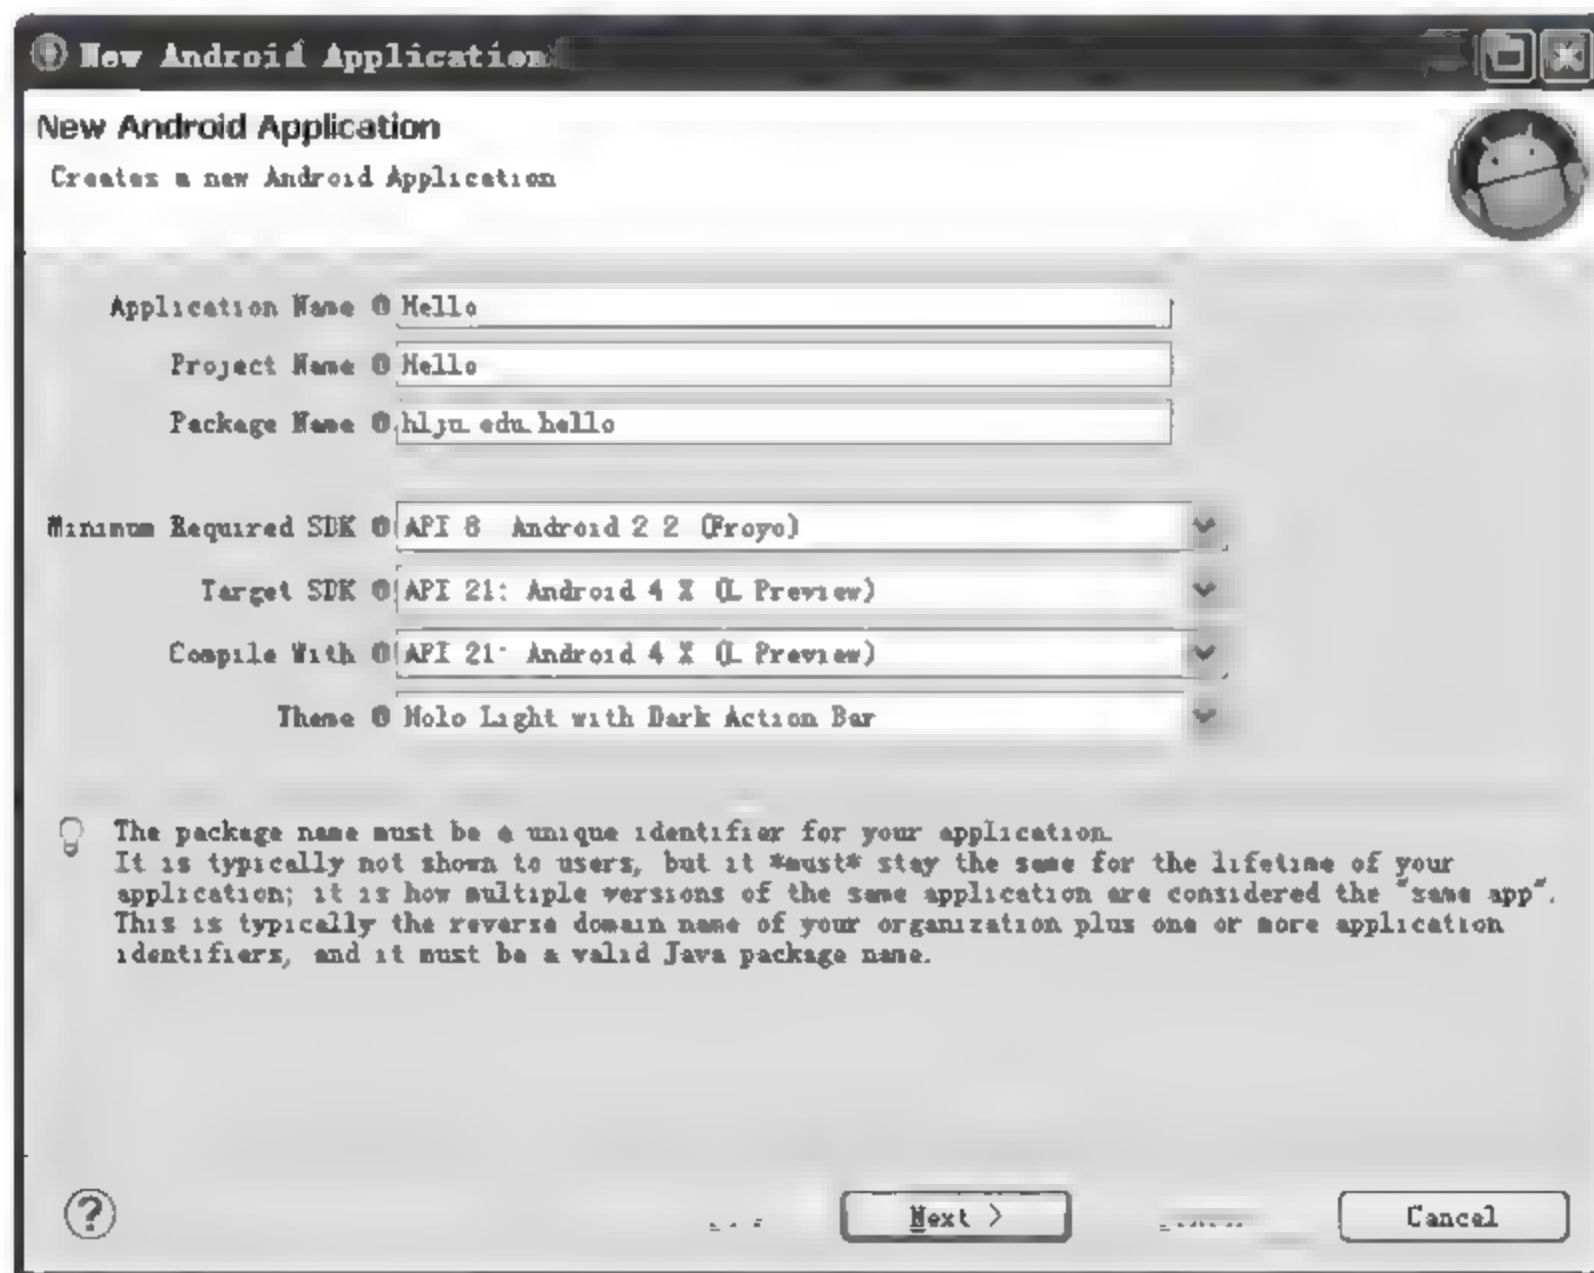 New Android Application
New Android Application
Creates a new Android Application
Application Name Hello
Project Name Hello
Package Name hlju.edu.hello
Minimum Required SDK API 8 Android 2 2 (Froyo)
Target SDK API 21: Android 4 X (L Preview)
Compile With API 21: Android 4 X (L Preview)
Theme Holo Light with Dark Action Bar
The package name must be a unique identifier for your application.
It is typically not shown to users, but it *must* stay the same for the lifetime of your
application; it is how multiple versions of the same application are considered the "same app".
This is typically the reverse domain name of your organization plus one or more application
identifiers, and it must be a valid Java package name.
?
Next >
Cancel